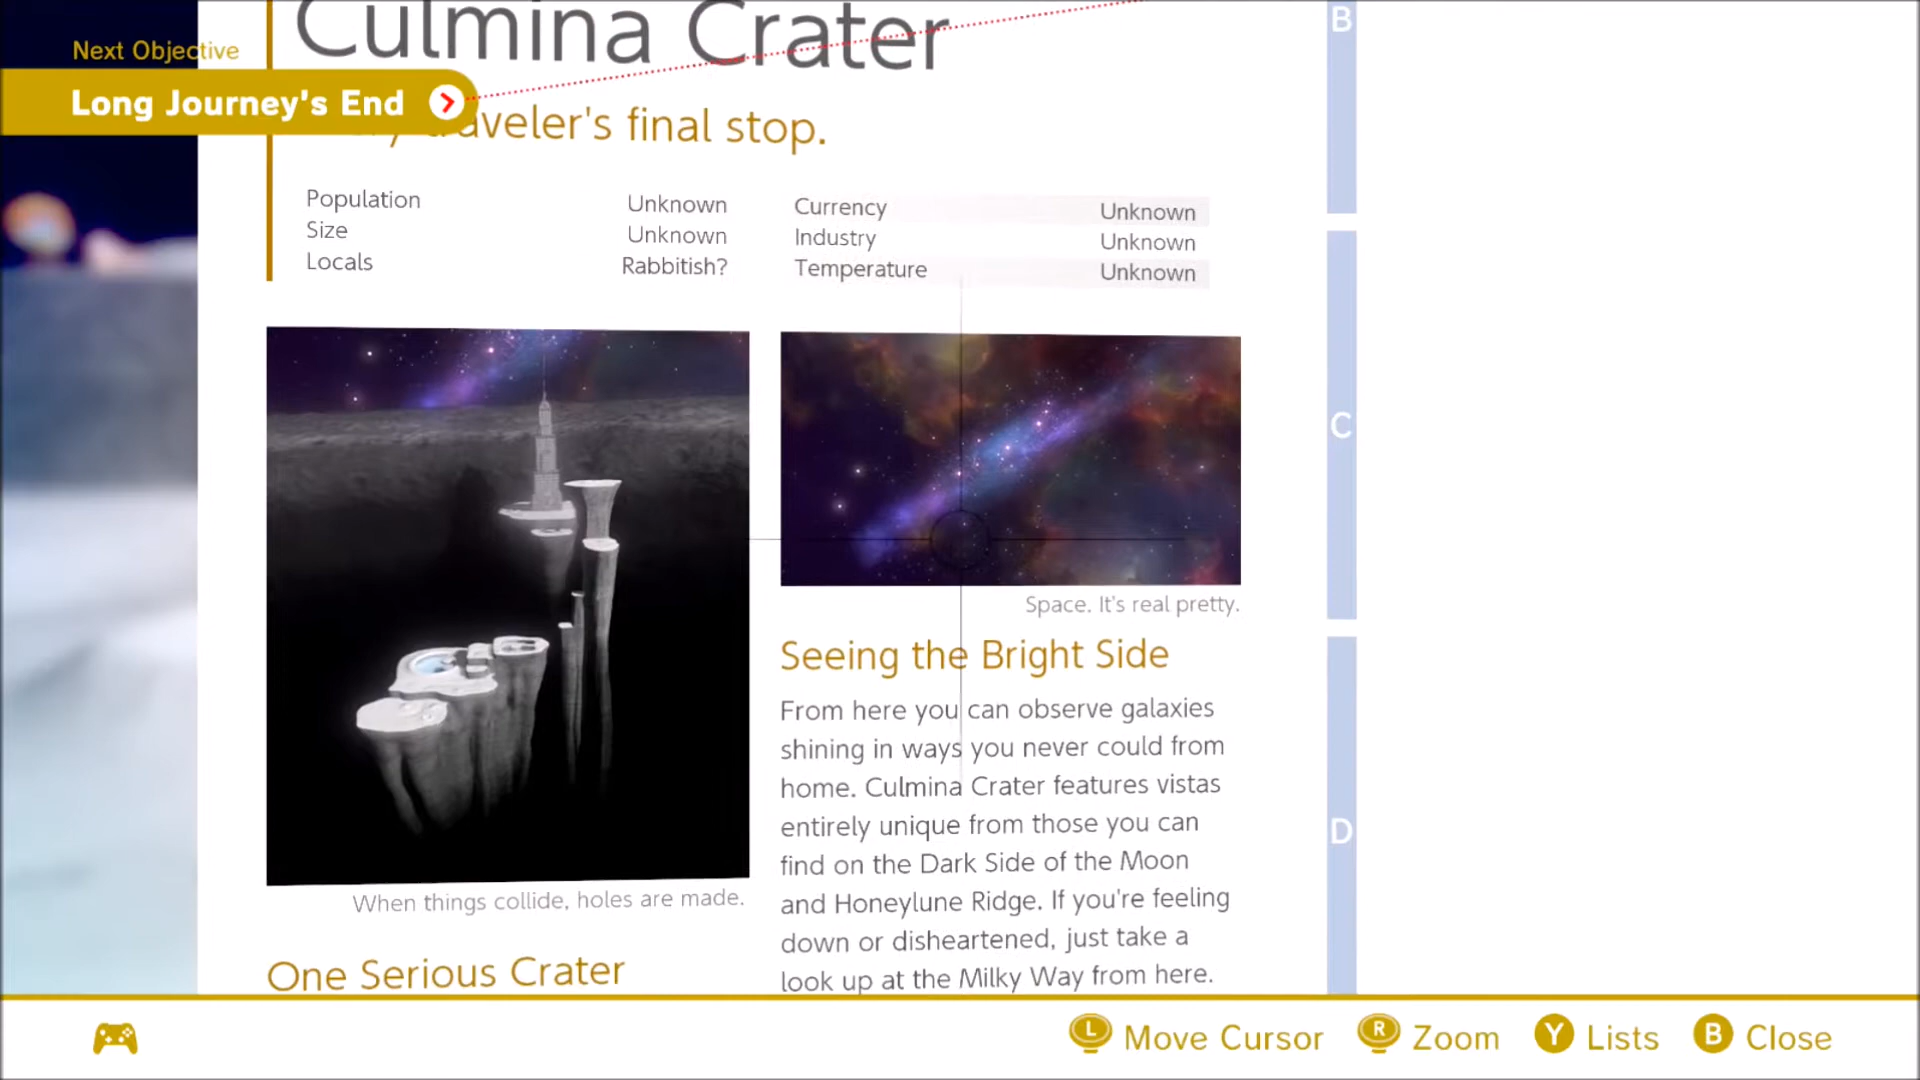 Culmina Crater
Next Objective
Long Journey's End
traveler's final stop.
Population Unknown
Size Unknown
Locals Rabbitish?
Currency Unknown
Industry Unknown
Temperature Unknown
When things collide, holes are made.
One Serious Crater
Space. It's real pretty.
Seeing the Bright Side
From here you can observe galaxies
shining in ways you never could from
home. Culmina Crater features vistas
entirely unique from those you can
find on the Dark Side of the Moon
and Honeylune Ridge. If you're feeling
down or disheartened, just take a
look up at the Milky Way from here.
B
C
D
L Move Cursor R Zoom Y Lists B Close